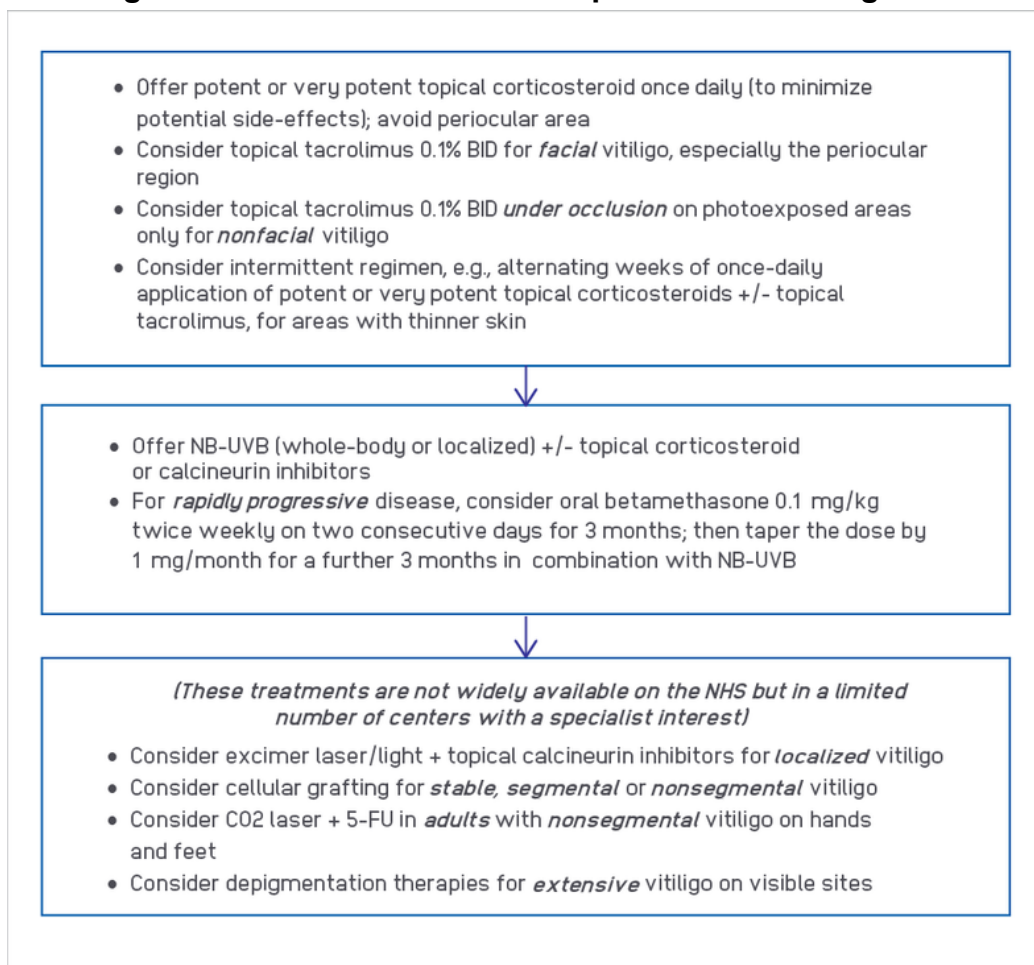 • Offer potent or very potent topical corticosteroid once daily (to minimize
potential side-effects); avoid periocular area
• Consider topical tacrolimus 0.1% BID for facial vitiligo, especially the periocular
region
• Consider topical tacrolimus 0.1% BID under occlusion on photoexposed areas
only for nonfacial vitiligo
• Consider intermittent regimen, e.g., alternating weeks of once-daily
application of potent or very potent topical corticosteroids +/- topical
tacrolimus, for areas with thinner skin
• Offer NB-UVB (whole-body or localized) +/- topical corticosteroid
or calcineurin inhibitors
• For rapidly progressive disease, consider oral betamethasone 0.1 mg/kg
twice weekly on two consecutive days for 3 months; then taper the dose by
1 mg/month for a further 3 months in combination with NB-UVB
(These treatments are not widely available on the NHS but in a limited
number of centers with a specialist interest)
• Consider excimer laser/light + topical calcineurin inhibitors for localized vitiligo
• Consider cellular grafting for stable, segmental or nonsegmental vitiligo
• Consider CO2 laser + 5-FU in adults with nonsegmental vitiligo on hands
and feet
• Consider depigmentation therapies for extensive vitiligo on visible sites